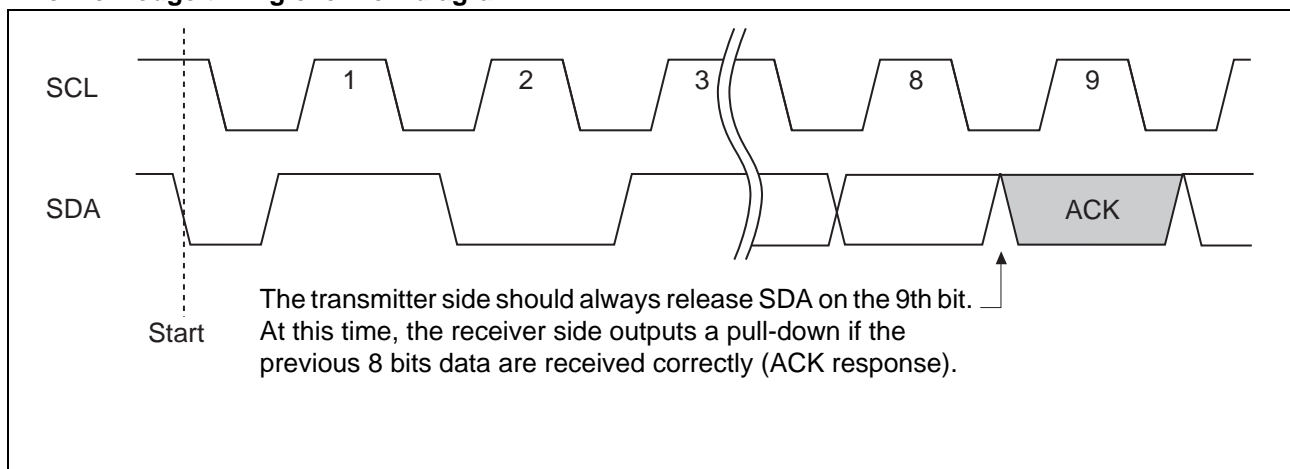 SCL
1
2
3
8
9
SDA
ACK
Start
The transmitter side should always release SDA on the 9th bit.
At this time, the receiver side outputs a pull-down if the
previous 8 bits data are received correctly (ACK response).